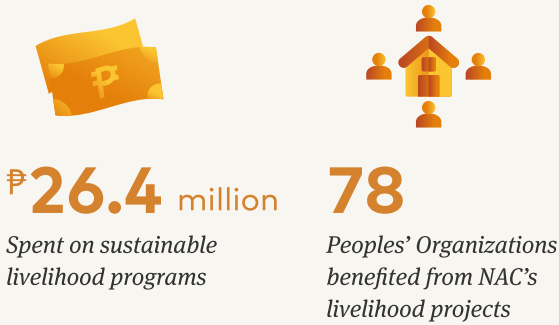 ₱26.4 million
Spent on sustainable
livelihood programs
78
Peoples’ Organizations
benefited from NAC’s
livelihood projects